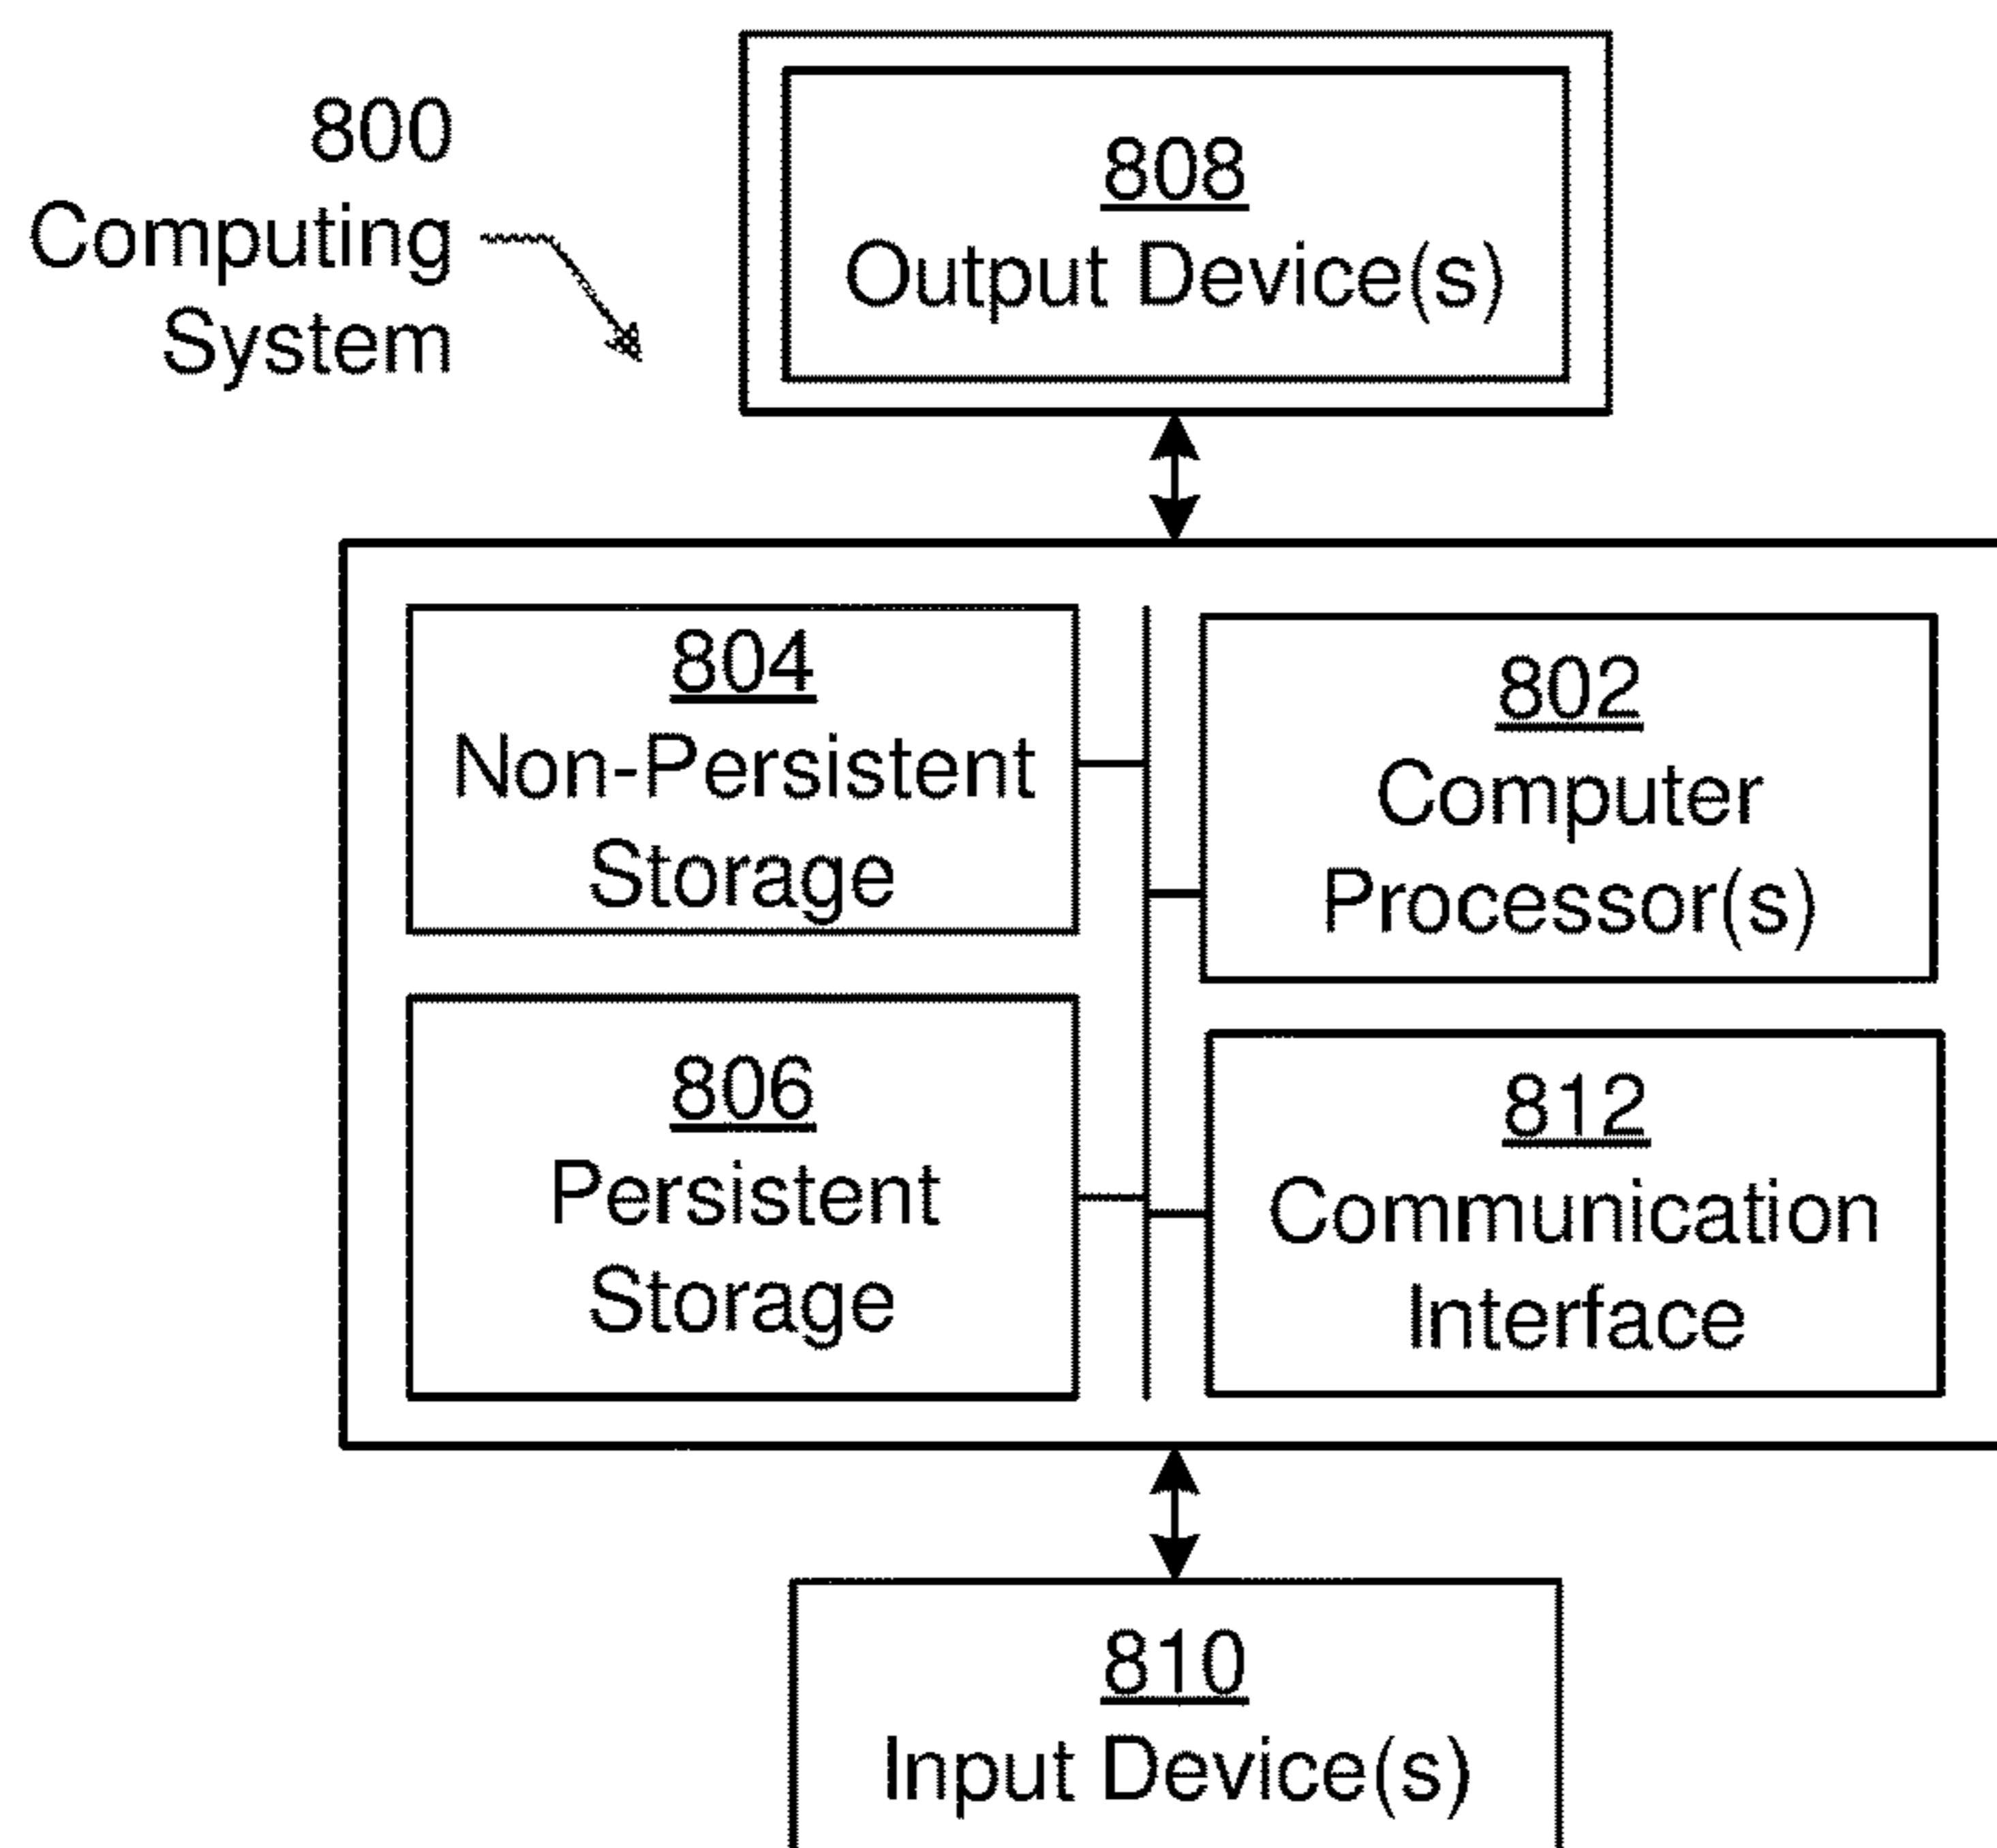 800
Computing
System
808
Output Device(s)
804
Non-Persistent
Storage
802
Computer
Processor(s)
806
Persistent
Storage
812
Communication
Interface
810
Input Device(s)